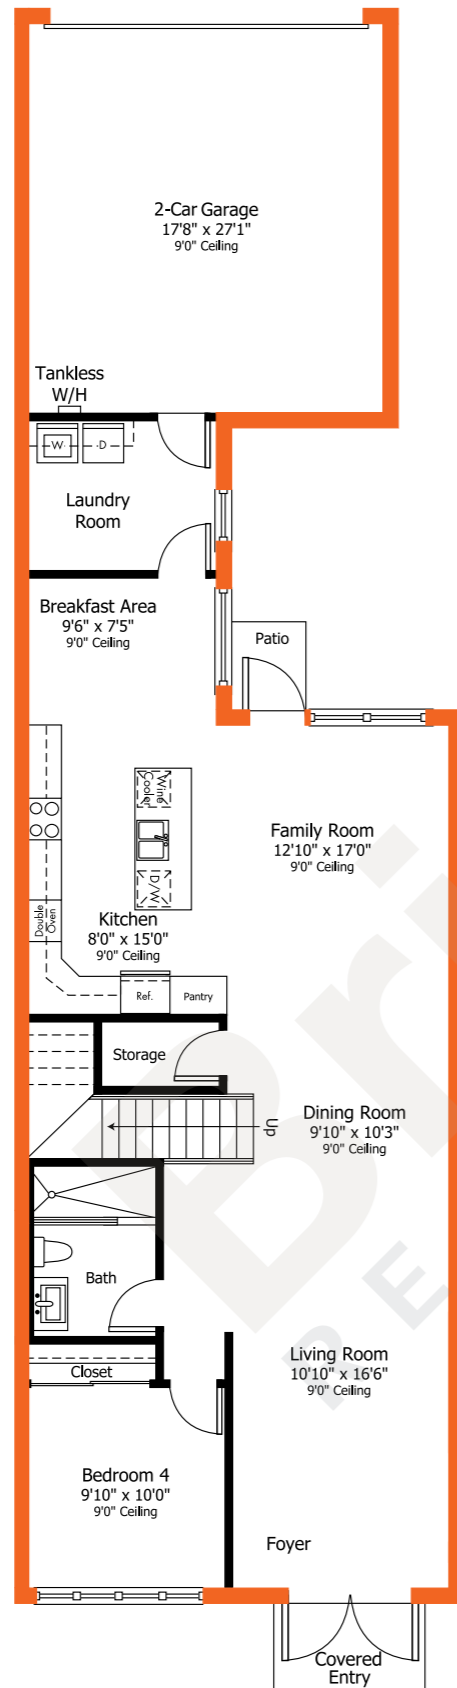 2-Car Garage
17'8" x 27'1"
9'0" Ceiling
Tankless
W/H
W
D
Laundry
Room
Breakfast Area
9'6" x 7'5"
9'0" Ceiling
Patio
Wine
Cooler
Family Room
12'10" x 17'0"
9'0" Ceiling
D/W
Double
Oven
Kitchen
8'0" x 15'0"
9'0" Ceiling
Ref.
Pantry
Storage
Up
Dining Room
9'10" x 10'3"
9'0" Ceiling
Bath
Closet
Living Room
10'10" x 16'6"
9'0" Ceiling
Bedroom 4
9'10" x 10'0"
9'0" Ceiling
Foyer
Covered
Entry
Bri
RE